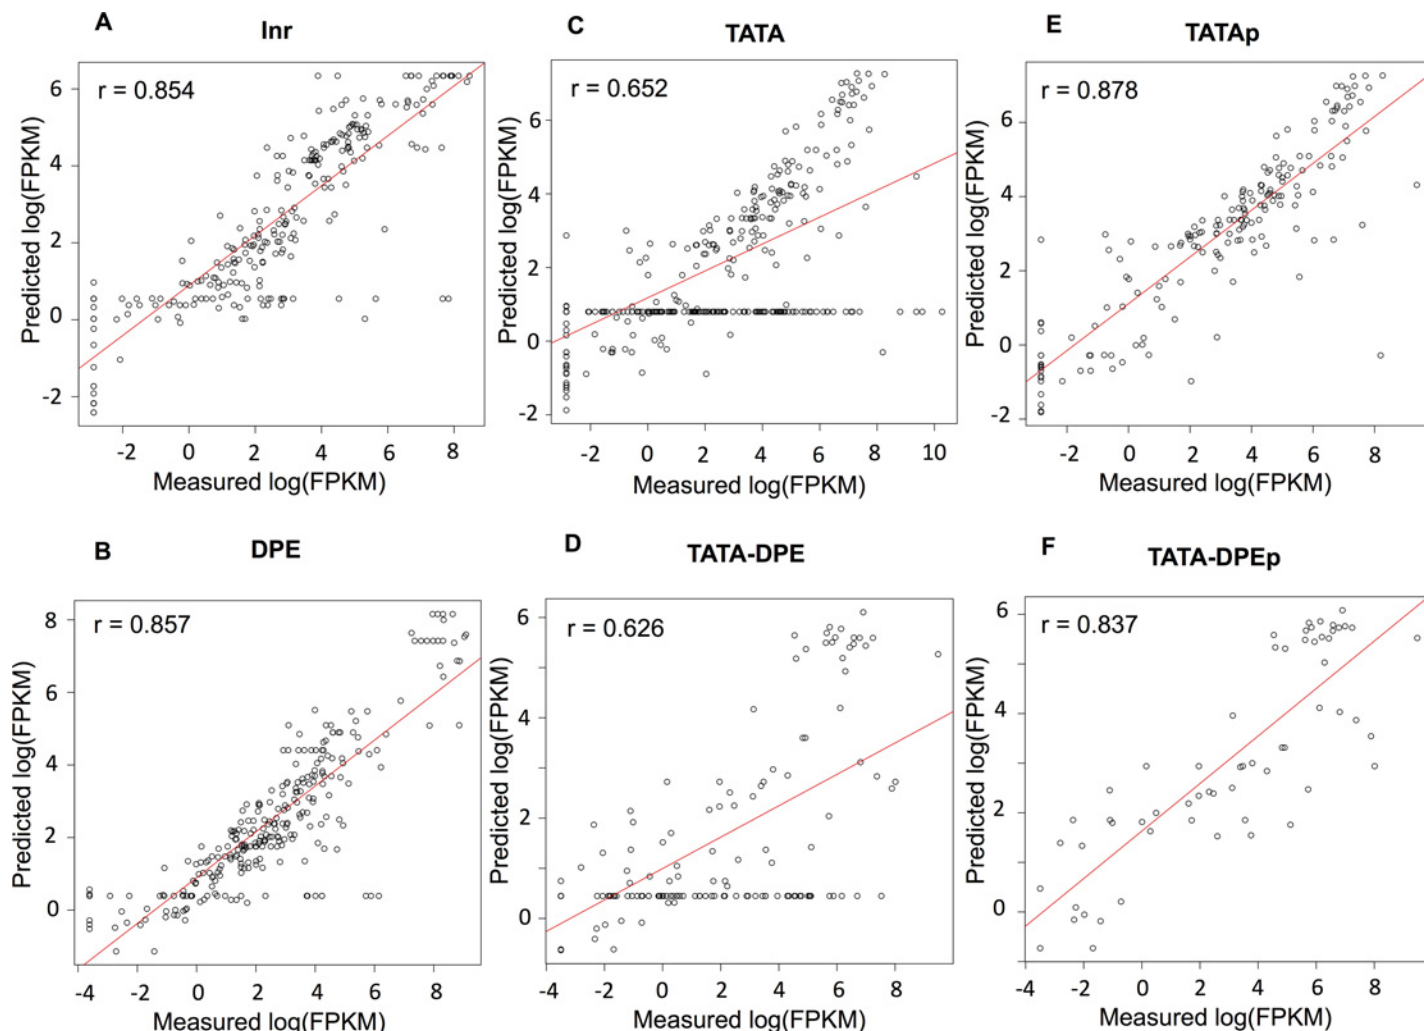 A
Inr
r = 0.854
Predicted log(FPKM)
6
4
2
0
-2
-2 0 2 4 6 8
Measured log(FPKM)
C
TATA
r = 0.652
Predicted log(FPKM)
6
4
2
0
-2
-2 0 2 4 6 8 10
Measured log(FPKM)
E
TATAp
r = 0.878
Predicted log(FPKM)
6
4
2
0
-2
-2 0 2 4 6 8
Measured log(FPKM)
B
DPE
r = 0.857
Predicted log(FPKM)
8
6
4
2
0
-4 -2 0 2 4 6 8
Measured log(FPKM)
D
TATA-DPE
r = 0.626
Predicted log(FPKM)
6
4
2
0
-4 -2 0 2 4 6 8
Measured log(FPKM)
F
TATA-DPEp
r = 0.837
Predicted log(FPKM)
6
4
2
0
-4 -2 0 2 4 6 8
Measured log(FPKM)